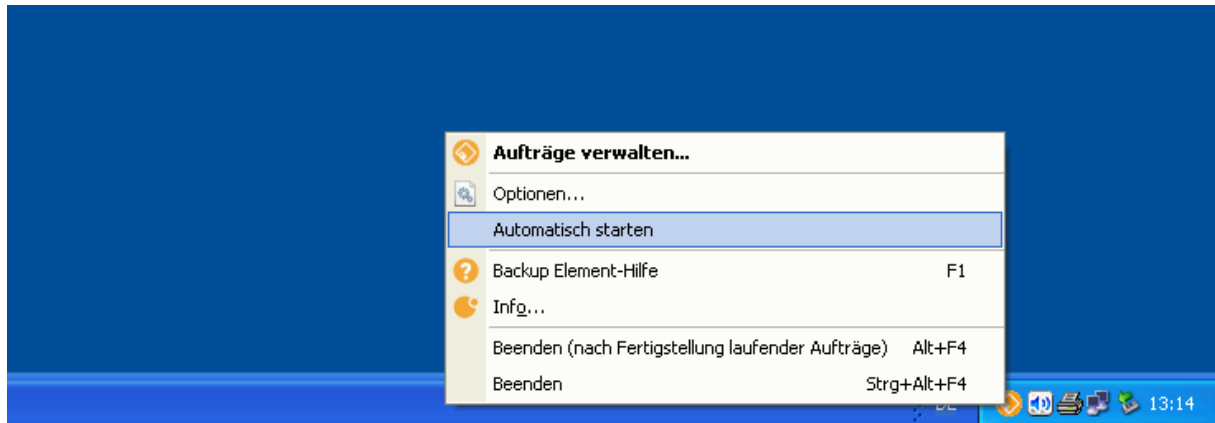 Aufträge verwalten...
Optionen...
Automatisch starten
Backup Element-Hilfe F1
Info...
Beenden (nach Fertigstellung laufender Aufträge) Alt+F4
Beenden Strg+Alt+F4
13:14